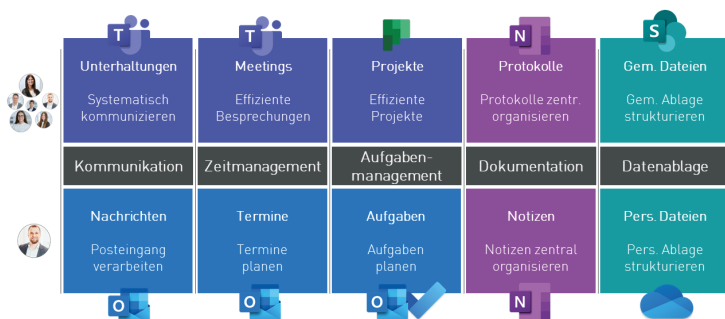 T
T
N
S
Unterhaltungen
Systematisch
kommunizieren
Meetings
Effiziente
Besprechungen
Projekte
Effiziente
Projekte
Protokolle
Protokolle zentr.
organisieren
Gem. Dateien
Gem. Ablage
strukturieren
Kommunikation
Zeitmanagement
Aufgaben-
management
Dokumentation
Datenablage
Nachrichten
Posteingang
verarbeiten
Termine
Termine
planen
Aufgaben
Aufgaben
planen
Notizen
Notizen zentral
organisieren
Pers. Dateien
Pers. Ablage
strukturieren
O
O
O
N